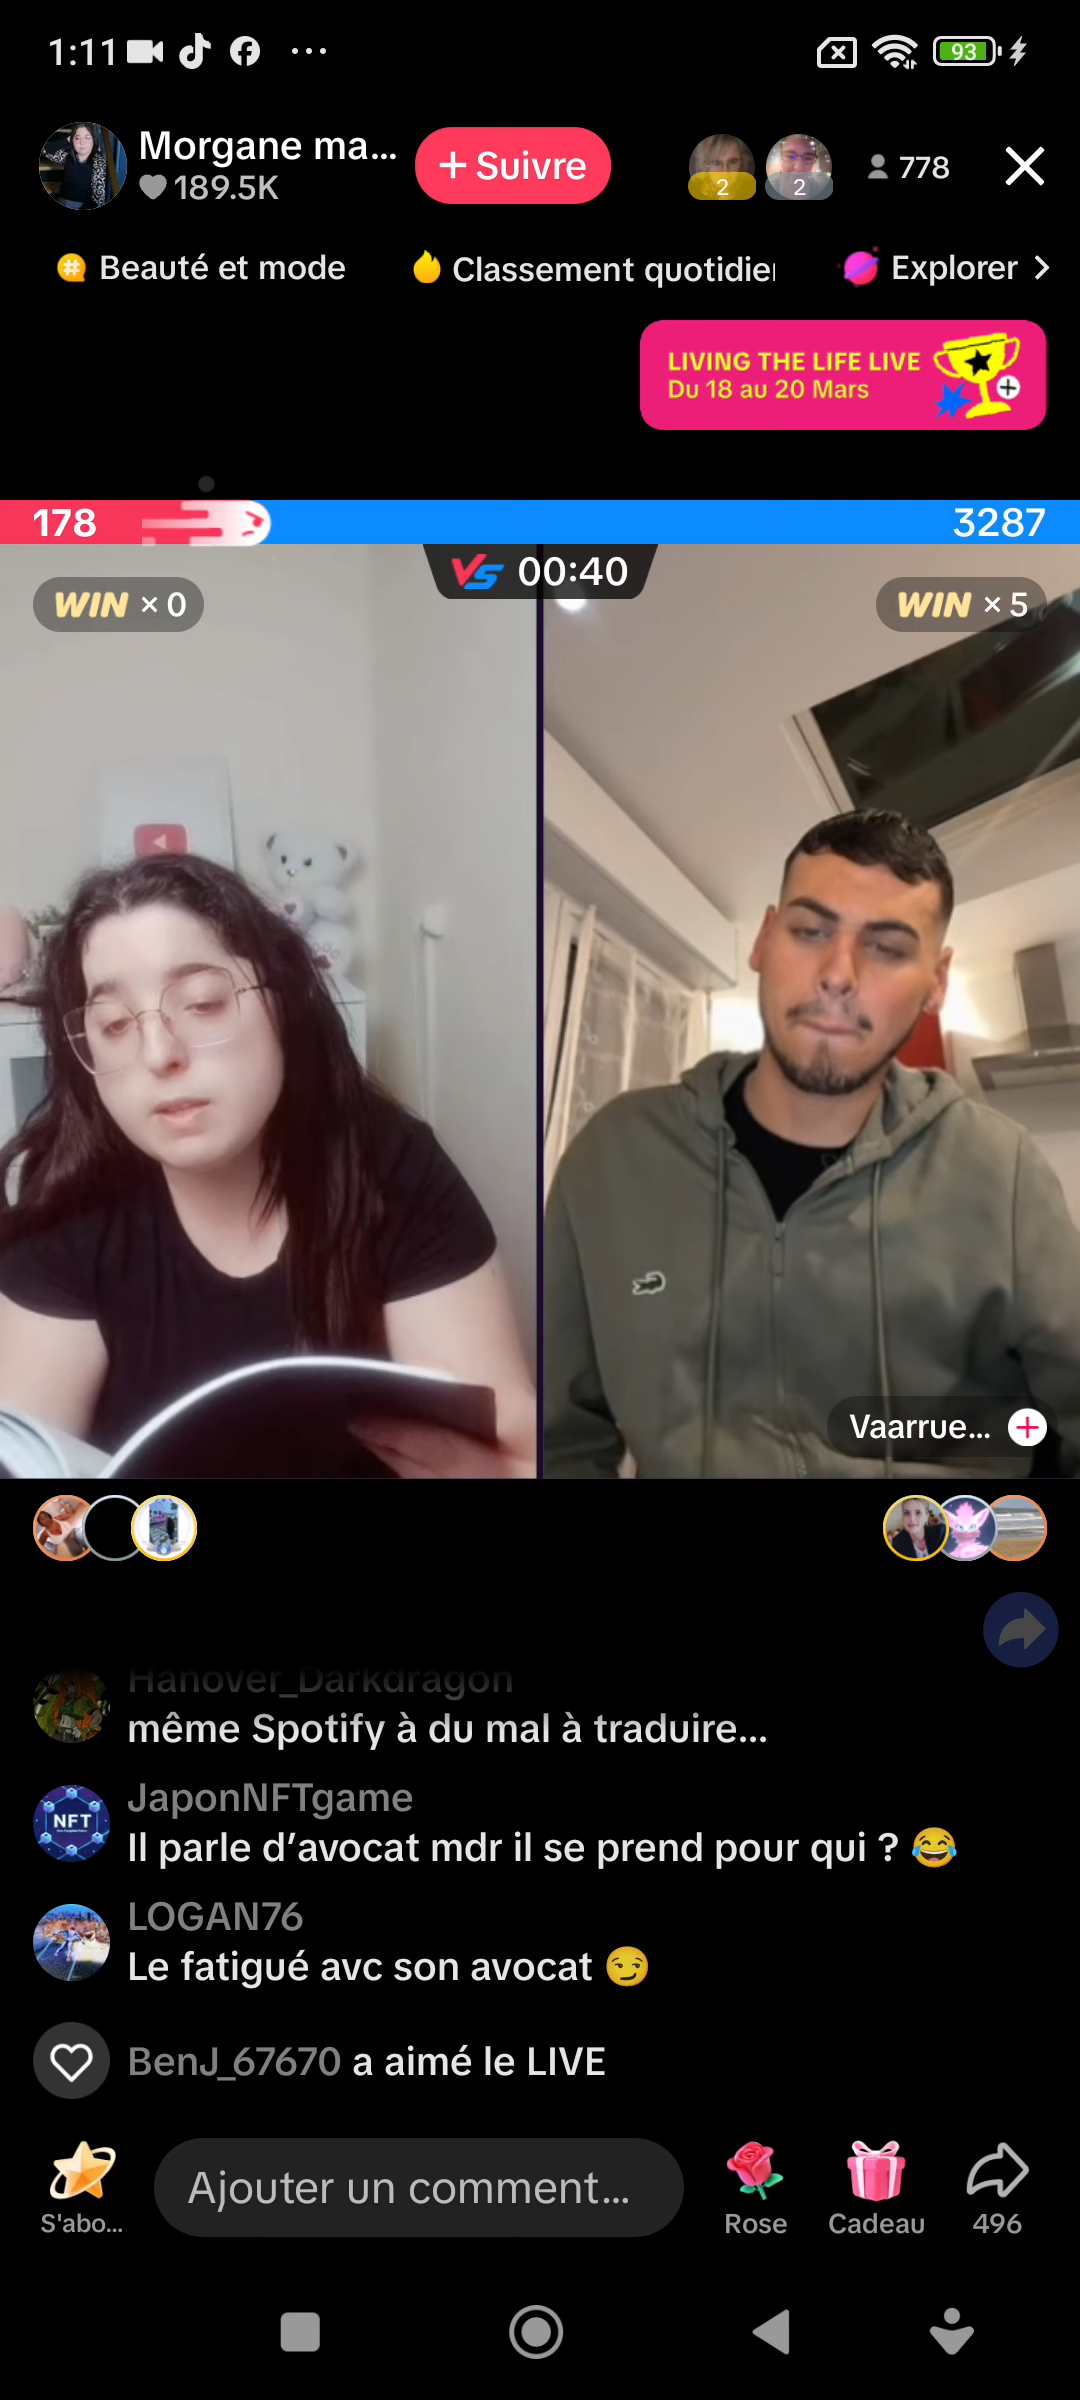 1:11
93
Morgane ma...
189.5K
+ Suivre
2
2
778
Beauté et mode
Classement quotidien
Explorer
LIVING THE LIFE LIVE
Du 18 au 20 Mars
178
3287
VS 00:40
WIN × 0
WIN × 5
Vaarrue...
Hanover_Darkdragon
même Spotify à du mal à traduire...
NFT
JaponNFTgame
Il parle d’avocat mdr il se prend pour qui ? 😂
LOGAN76
Le fatigué avc son avocat 😏
BenJ_67670 a aimé le LIVE
S'abo...
Ajouter un comment...
Rose
Cadeau
496